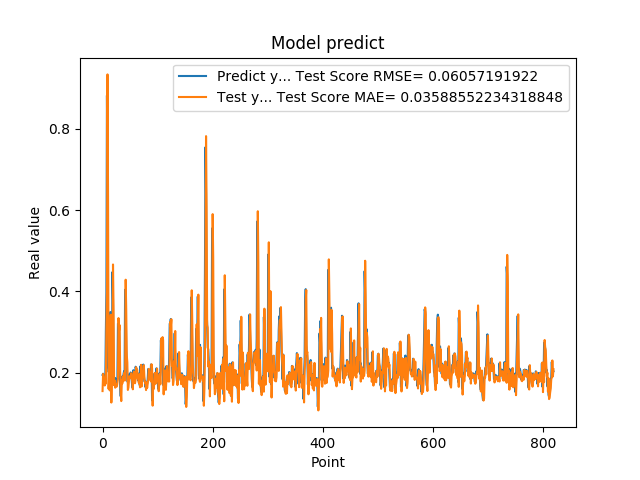 Model predict
Predict y... Test Score RMSE= 0.06057191922
Test y... Test Score MAE= 0.03588552234318848
Real value
0.8
0.6
0.4
0.2
0 200 400 600 800
Point